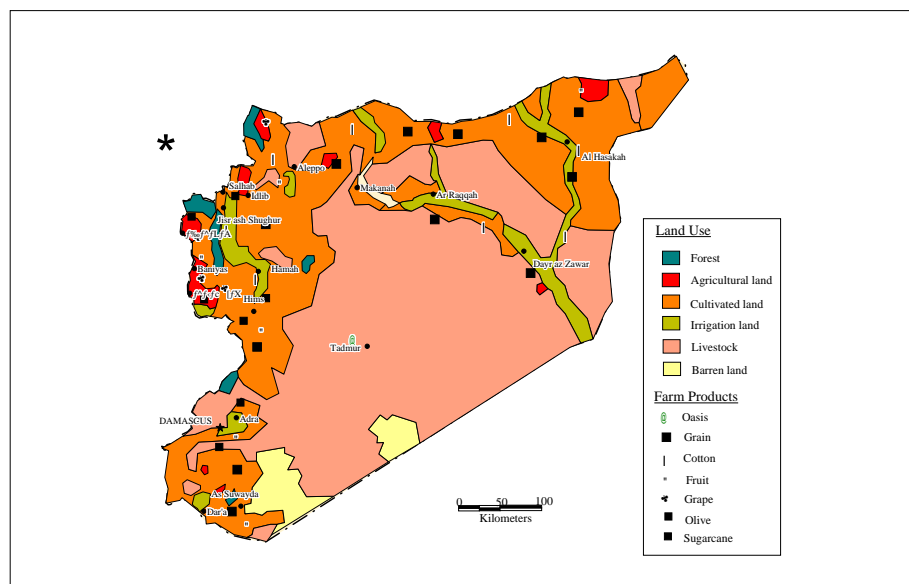 Aleppo
Al Hasakah
Salhab
Idlib
Makanah
Ar Raqqah
Jisr ash Shughur
Dayr az Zawar
Baniyas
Hamah
Hims
Tadmur
DAMASCUS
Adra
As Suwayda
Dar'a
0 50 100
Kilometers
Land Use
Forest
Agricultural land
Cultivated land
Irrigation land
Livestock
Barren land
Farm Products
Oasis
Grain
Cotton
Fruit
Grape
Olive
Sugarcane